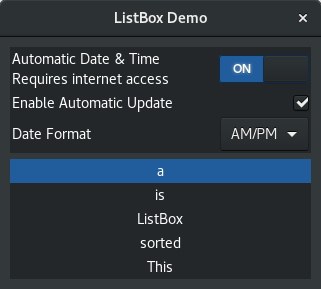 ListBox Demo
Automatic Date & Time
Requires internet access
ON
Enable Automatic Update
Date Format
AM/PM
a
is
ListBox
sorted
This